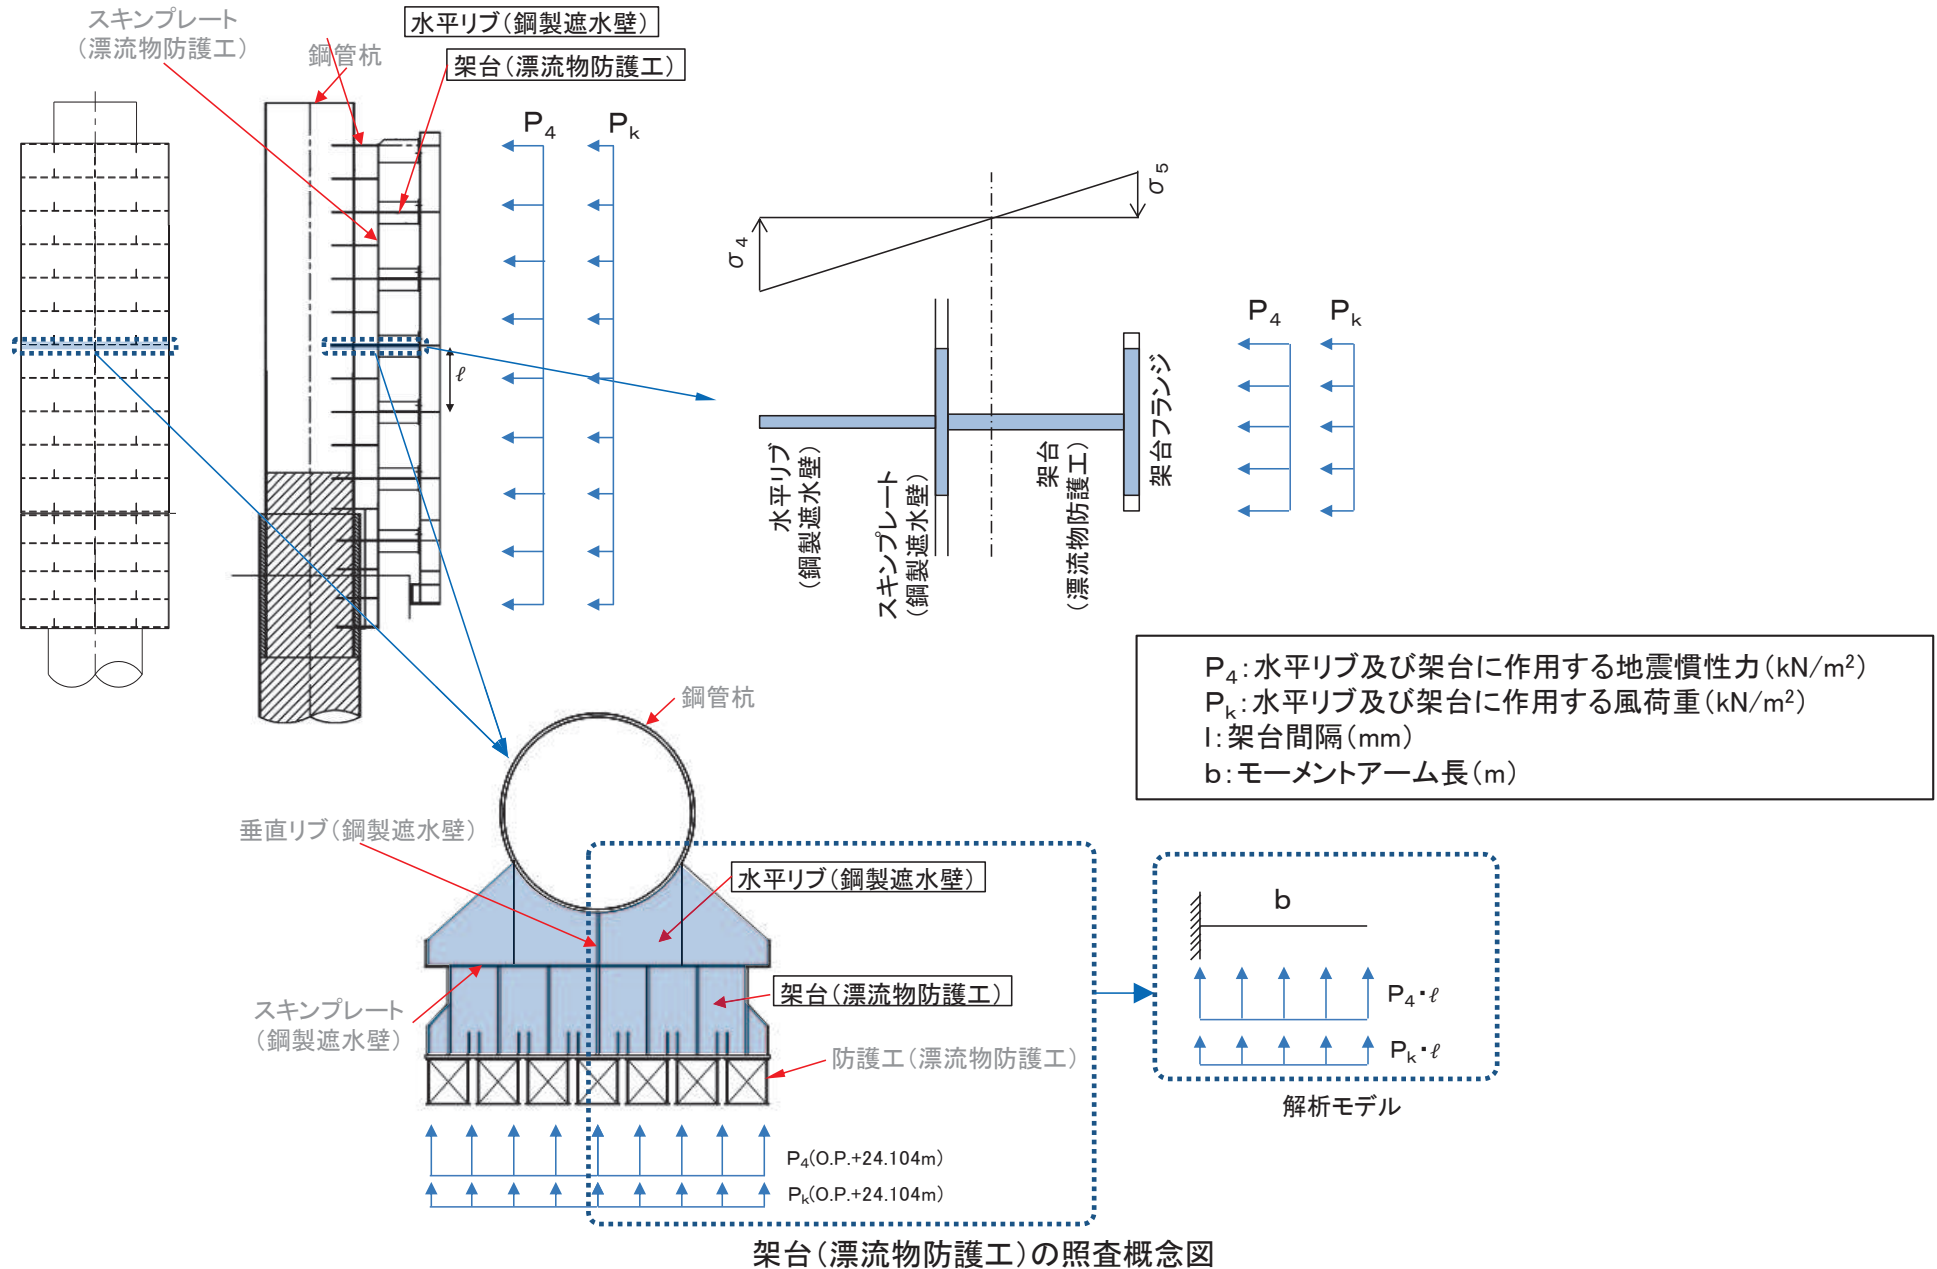 スキンプレート
（漂流物防護工）
鋼管杭
水平リブ（鋼製遮水壁）
架台（漂流物防護工）
P4
Pk
ℓ
σ4
σ5
P4
Pk
水平リブ
（鋼製遮水壁）
スキンプレート
（鋼製遮水壁）
架台
（漂流物防護工）
架台フランジ
P4：水平リブ及び架台に作用する地震慣性力（kN/m²）
Pk：水平リブ及び架台に作用する風荷重（kN/m²）
l：架台間隔（mm）
b：モーメントアーム長（m）
鋼管杭
垂直リブ（鋼製遮水壁）
水平リブ（鋼製遮水壁）
架台（漂流物防護工）
スキンプレート
（鋼製遮水壁）
防護工（漂流物防護工）
P4(O.P.+24.104m)
Pk(O.P.+24.104m)
b
P4・ℓ
Pk・ℓ
解析モデル
架台（漂流物防護工）の照査概念図